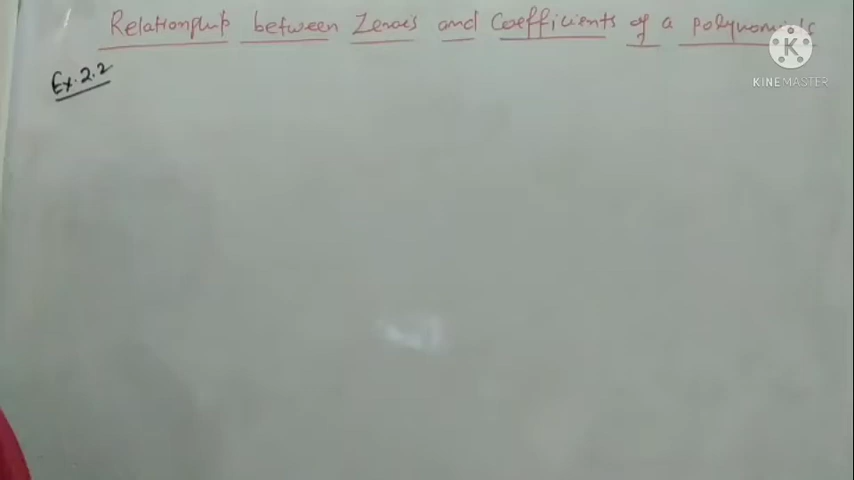 Relationship between Zeroes and Coefficients of a polynomials
K
KINEMASTER
Ex. 2.2